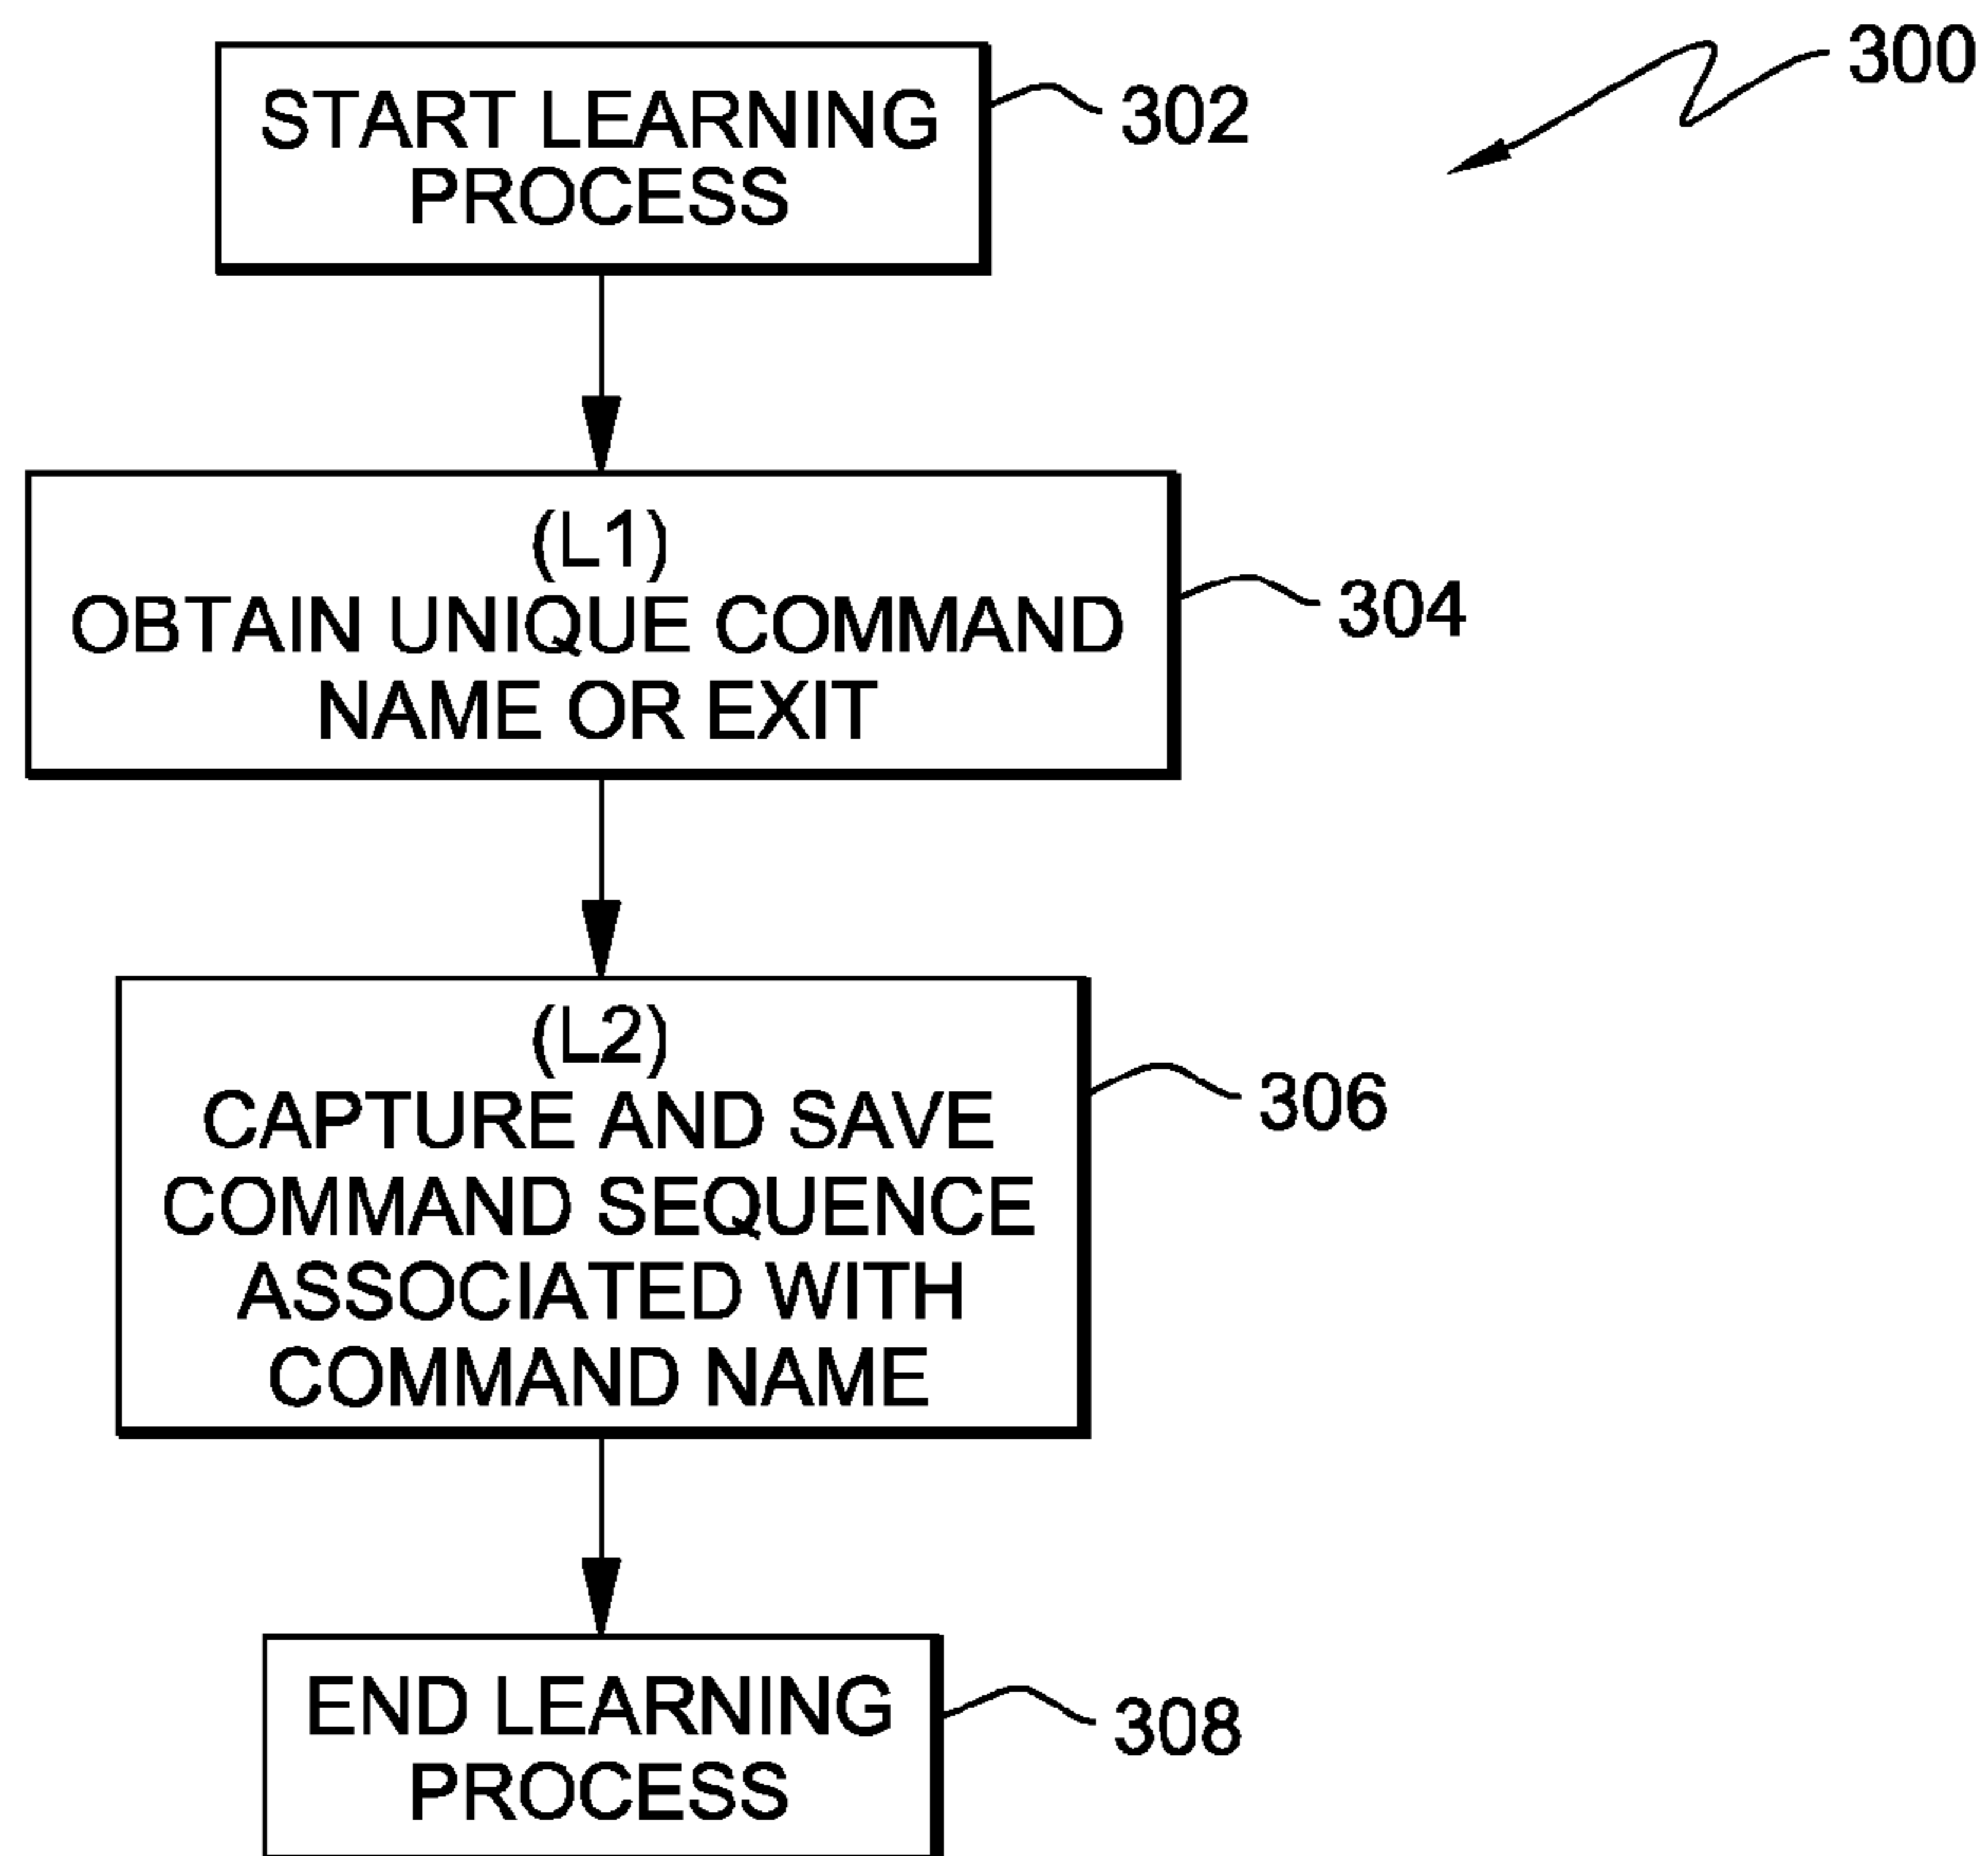 300
START LEARNING
PROCESS
302
(L1)
OBTAIN UNIQUE COMMAND
NAME OR EXIT
304
(L2)
CAPTURE AND SAVE
COMMAND SEQUENCE
ASSOCIATED WITH
COMMAND NAME
306
END LEARNING
PROCESS
308